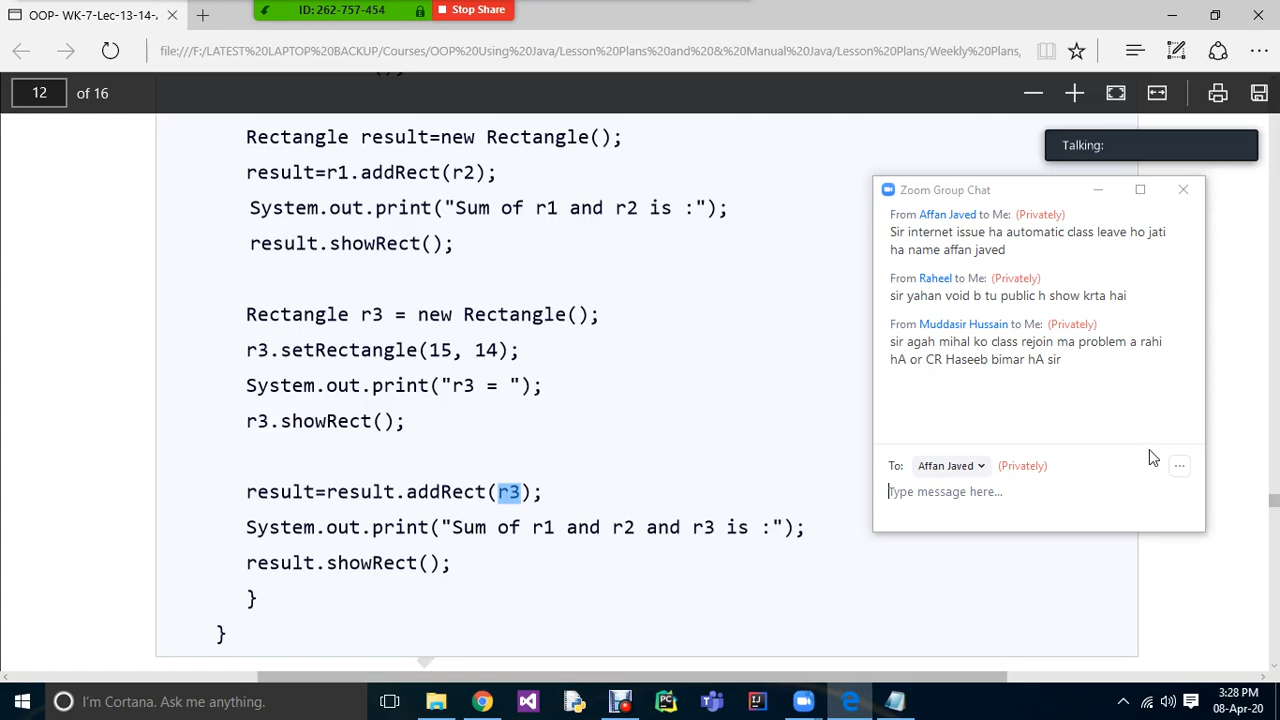 OOP- WK-7-Lec-13-14-
ID: 262-757-454
Stop Share
file:///F:/LATEST%20LAPTOP%20BACKUP/Courses/OOP%20Using%20Java/Lesson%20Plans%20and%20&%20Manual%20Java/Lesson%20Plans/Weekly%20Plans,
12 of 16
Rectangle result=new Rectangle();
result=r1.addRect(r2);
System.out.print("Sum of r1 and r2 is :");
result.showRect();
Rectangle r3 = new Rectangle();
r3.setRectangle(15, 14);
System.out.print("r3 = ");
r3.showRect();
result=result.addRect(r3);
System.out.print("Sum of r1 and r2 and r3 is :");
result.showRect();
}
}
Talking:
Zoom Group Chat
From Affan Javed to Me: (Privately)
Sir internet issue ha automatic class leave ho jati
ha name affan javed
From Raheel to Me: (Privately)
sir yahan void b tu public h show krta hai
From Muddasir Hussain to Me: (Privately)
sir agah mihal ko class rejoin ma problem a rahi
hA or CR Haseeb bimar hA sir
To: Affan Javed (Privately)
Type message here...
I'm Cortana. Ask me anything.
3:28 PM
08-Apr-20